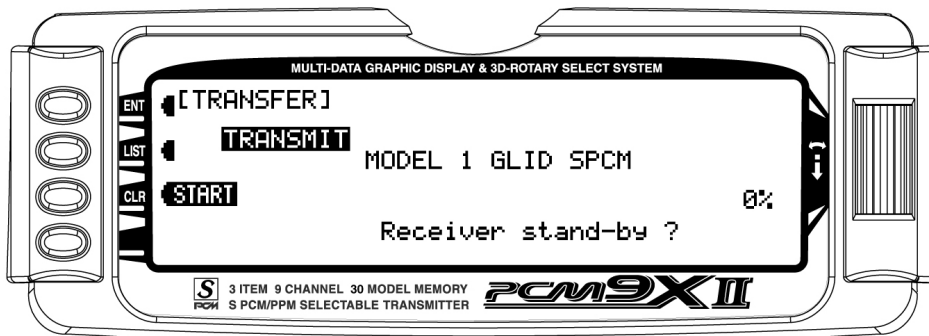 MULTI-DATA GRAPHIC DISPLAY & 3D-ROTARY SELECT SYSTEM
ENT
[TRANSFER]
LIST
TRANSMIT
MODEL 1 GLID SPCM
CLR
START
0%
Receiver stand-by ?
S PCM
3 ITEM 9 CHANNEL 30 MODEL MEMORY
S PCM/PPM SELECTABLE TRANSMITTER
PCM9XII